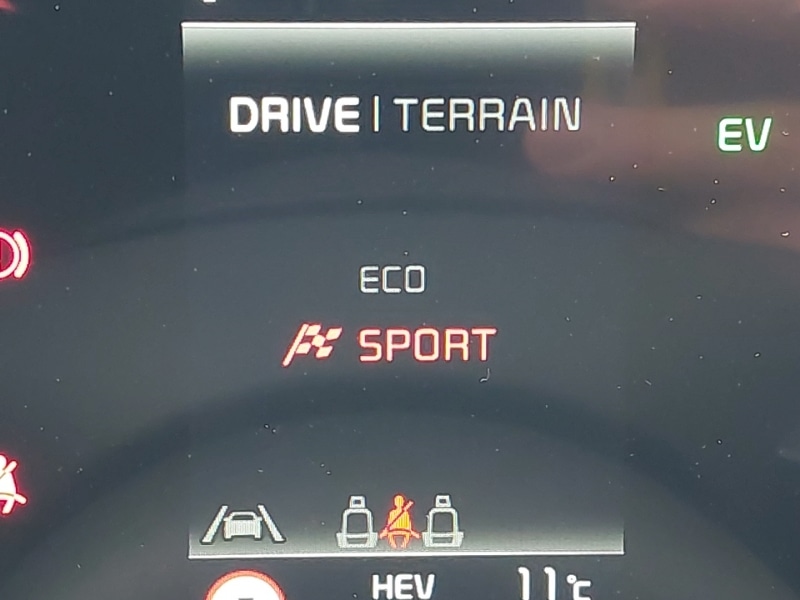 DRIVE | TERRAIN
EV
ECO
SPORT
HEV 11°C